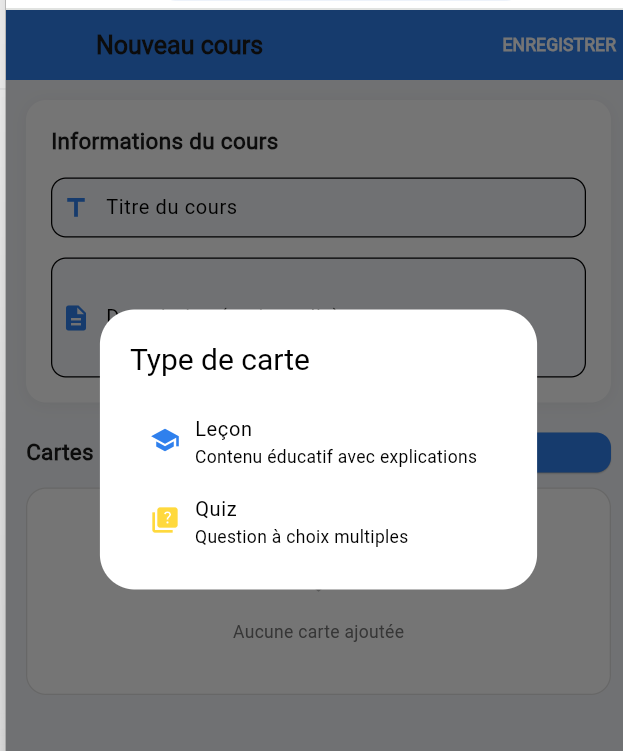 Nouveau cours
ENREGISTRER
Informations du cours
Titre du cours
Type de carte
Leçon
Contenu éducatif avec explications
Cartes
Quiz
Question à choix multiples
Aucune carte ajoutée